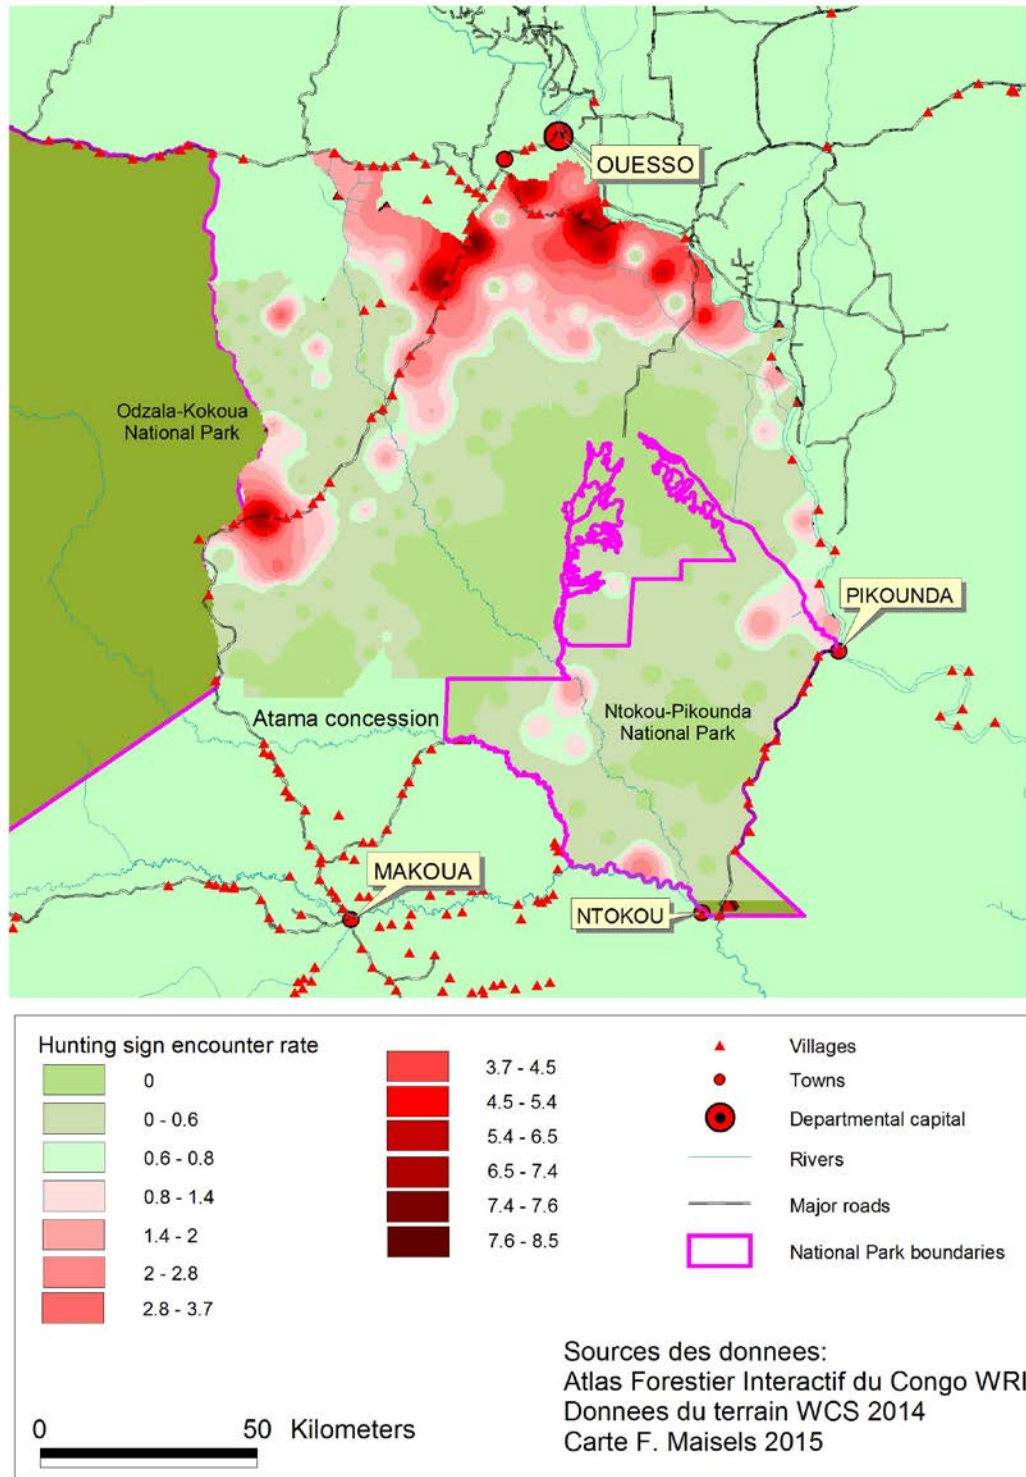 OUESSO
Odzala-Kokoua
National Park
PIKOUNDA
Atama concession
Ntokou-Pikounda
National Park
MAKOUA
NTOKOU
Hunting sign encounter rate
0
0 - 0.6
0.6 - 0.8
0.8 - 1.4
1.4 - 2
2 - 2.8
2.8 - 3.7
3.7 - 4.5
4.5 - 5.4
5.4 - 6.5
6.5 - 7.4
7.4 - 7.6
7.6 - 8.5
Villages
Towns
Departmental capital
Rivers
Major roads
National Park boundaries
Sources des donnees:
Atlas Forestier Interactif du Congo WRI
Donnees du terrain WCS 2014
Carte F. Maisels 2015
0 50 Kilometers